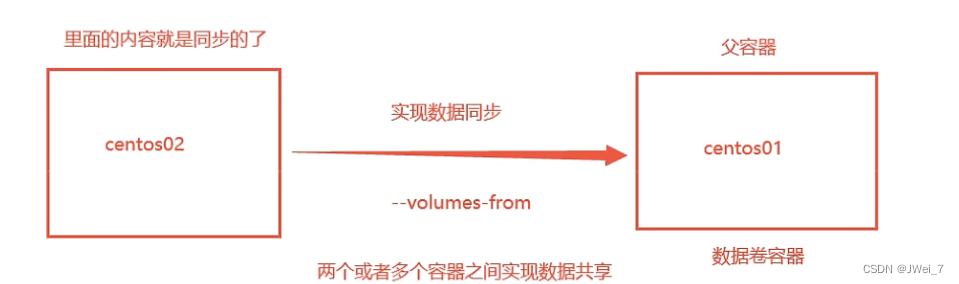 里面的内容就是同步的了
父容器
centos02
实现数据同步
centos01
--volumes-from
数据卷容器
两个或者多个容器之间实现数据共享
CSDN @JWei_7